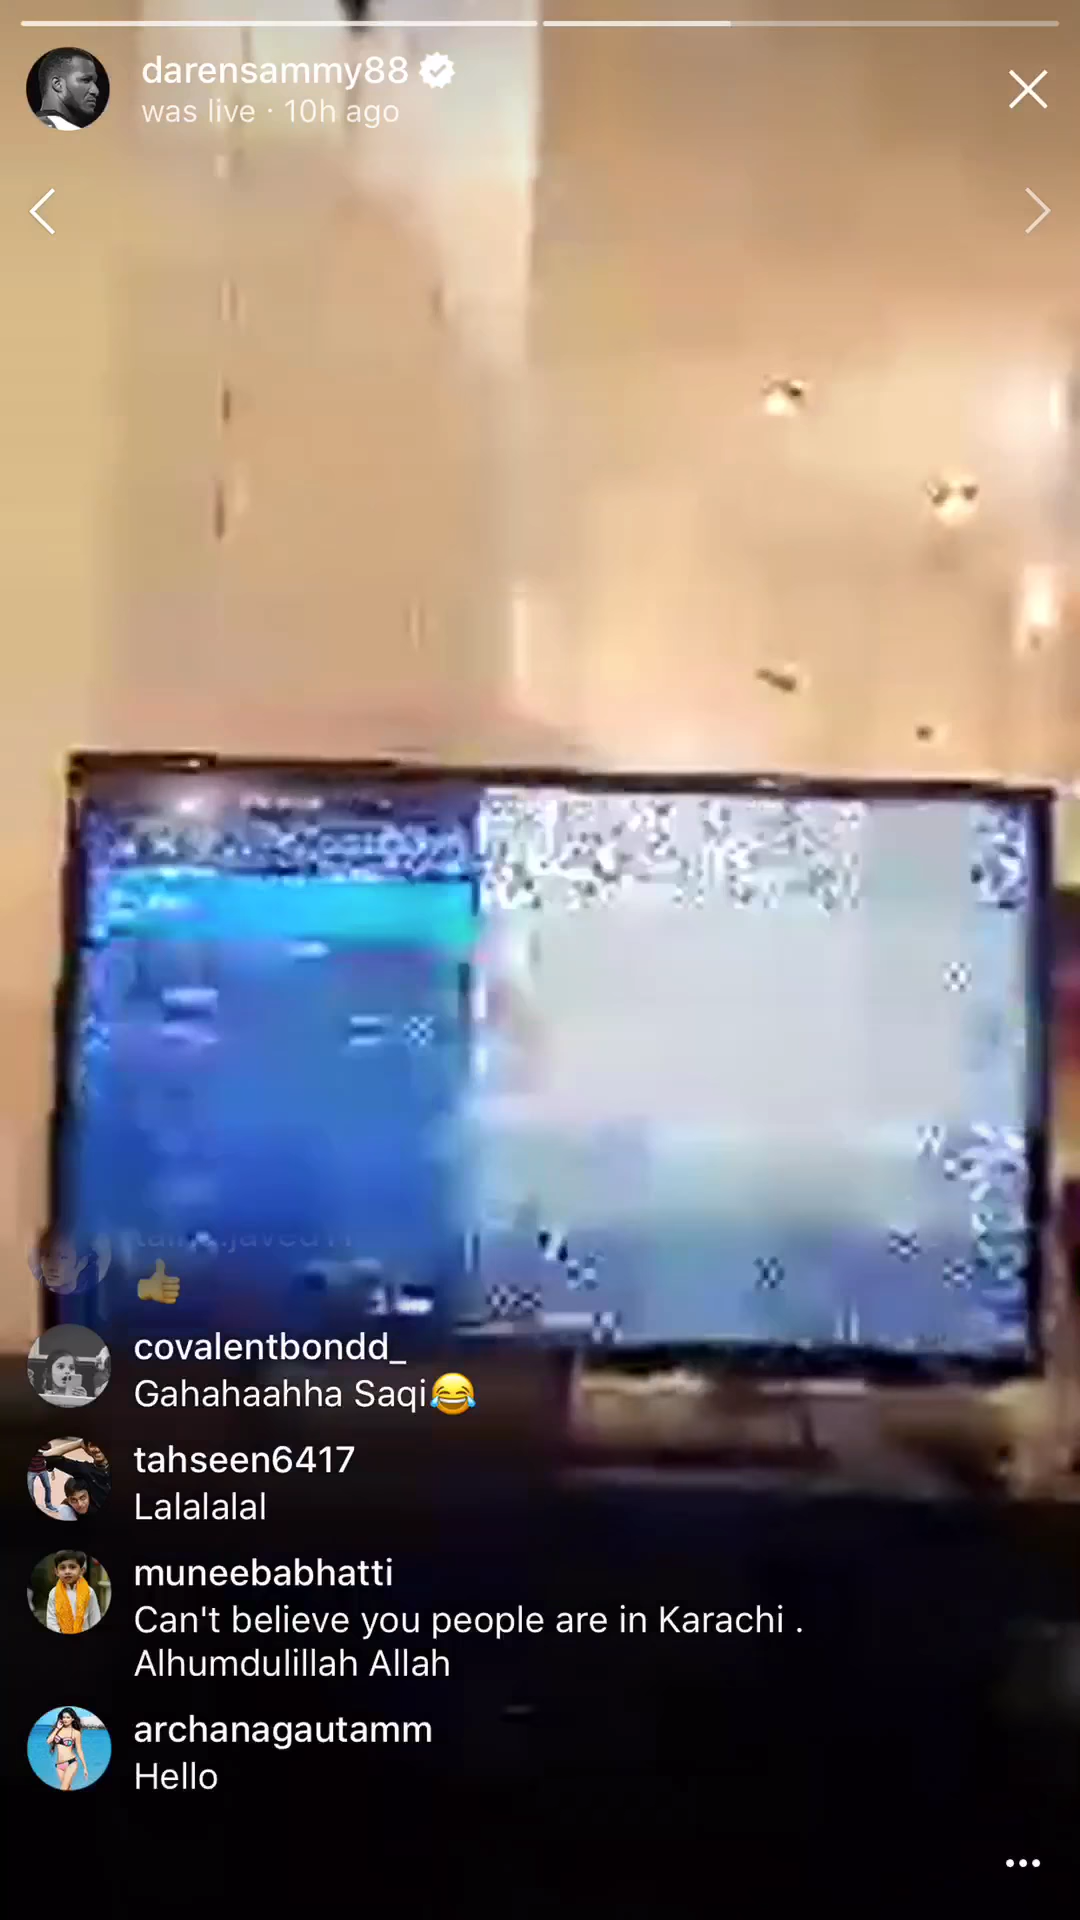 darensammy88
was live · 10h ago
👍
covalentbondd_
Gahahaahha Saqi😂
tahseen6417
Lalalalal
muneebabhatti
Can't believe you people are in Karachi .
Alhumdulillah Allah
archanagautamm
Hello